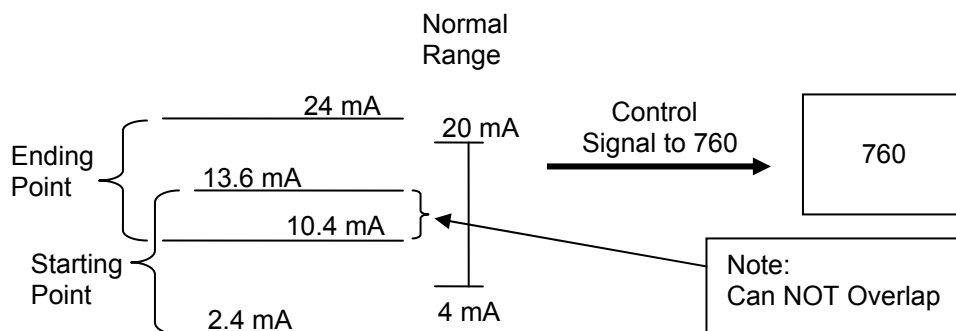 Normal
Range
24 mA
20 mA
Control
Signal to 760
760
Ending
Point
13.6 mA
10.4 mA
Starting
Point
2.4 mA
4 mA
Note:
Can NOT Overlap